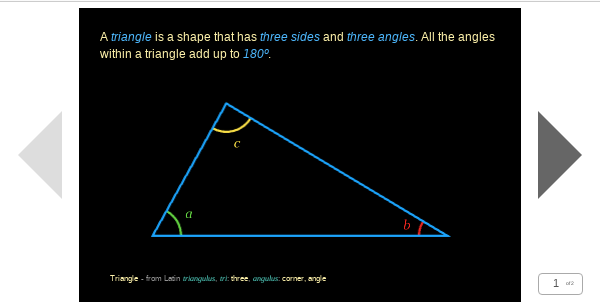 A triangle is a shape that has three sides and three angles. All the angles
within a triangle add up to 180º.
c
a
b
Triangle - from Latin triangulus, tri: three, angulus: corner, angle
1 of 2